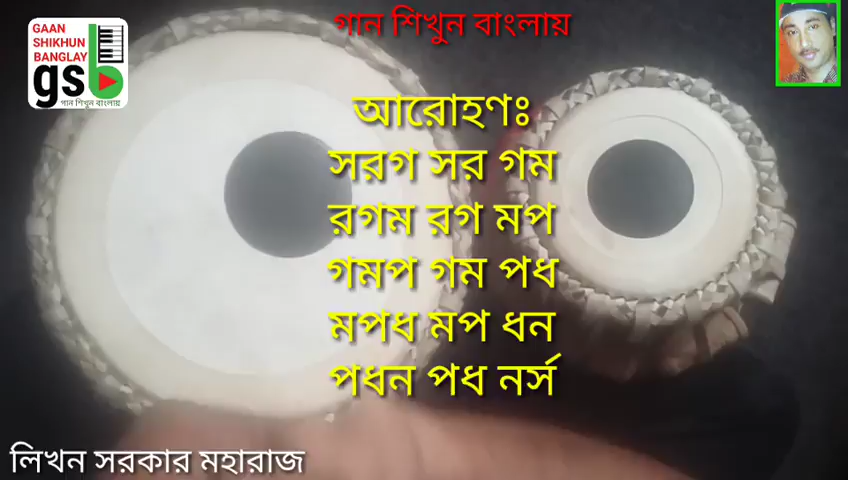 GAAN
SHIKHUN
BANGLAY
gsb
গান শিখুন বাংলায়
গান শিখুন বাংলায়
আরোহণঃ
সরগ সর গম
রগম রগ মপ
গমপ গম পধ
মপধ মপ ধন
পধন পধ নর্স
লিখন সরকার মহারাজ